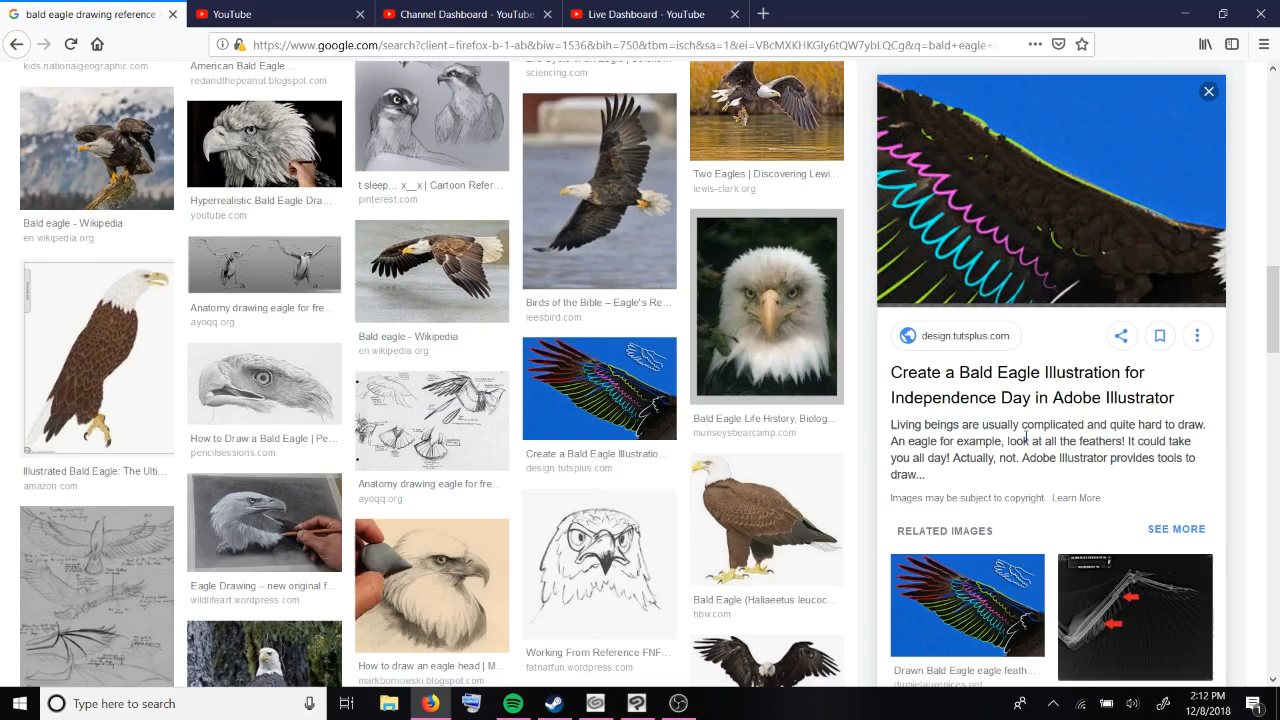 bald eagle drawing reference -
YouTube
Channel Dashboard - YouTube
Live Dashboard - YouTube
https://www.google.com/search?client=firefox-b-1-ab&biw=1536&bih=750&tbm=isch&sa=1&ei=VBcMXKHKGIy6tQW7ybLQCg&q=bald+eagle+
kids.nationalgeographic.com
Bald eagle - Wikipedia
en.wikipedia.org
Illustrated Bald Eagle: The Ulti...
amazon.com
American Bald Eagle ...
redandthepeanut.blogspot.com
Hyperrealistic Bald Eagle Dra...
youtube.com
Anatomy drawing eagle for fre...
ayoqq.org
How to Draw a Bald Eagle | Pe...
pencilsessions.com
Eagle Drawing – new original f...
wildlifeart.wordpress.com
t sleep... x__x | Cartoon Refer...
pinterest.com
Bald eagle - Wikipedia
en.wikipedia.org
Anatomy drawing eagle for fre...
ayoqq.org
How to draw an eagle head | M...
markbornowski.blogspot.com
sciencing.com
Birds of the Bible – Eagle's Re...
leesbird.com
Create a Bald Eagle Illustratio...
design.tutsplus.com
Working From Reference FNF...
fatnatfun.wordpress.com
Two Eagles | Discovering Lewi...
lewis-clark.org
Bald Eagle Life History, Biolog...
munseysbearcamp.com
Bald Eagle (Haliaeetus leucoc...
hbw.com
design.tutsplus.com
Create a Bald Eagle Illustration for
Independence Day in Adobe Illustrator
Living beings are usually complicated and quite hard to draw.
An eagle for example, look at all the feathers! It could take
you all day! Actually, not. Adobe Illustrator provides tools to
draw...
Images may be subject to copyright. Learn More
RELATED IMAGES
SEE MORE
Drawn Bald Eagle eagle feath...
Type here to search
2:12 PM
12/8/2018